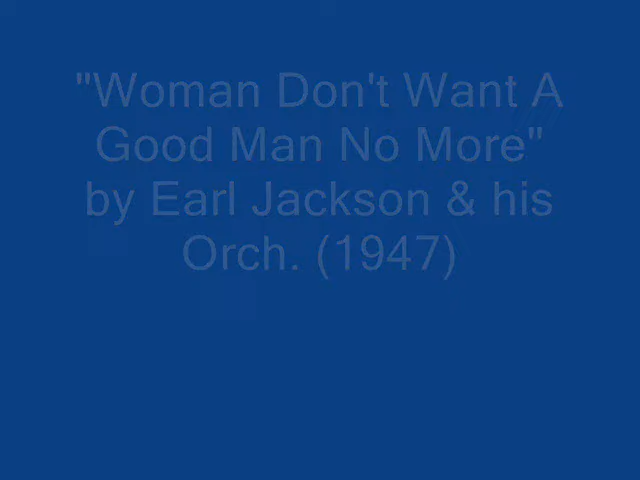 "Woman Don't Want A
Good Man No More"
by Earl Jackson & his
Orch. (1947)